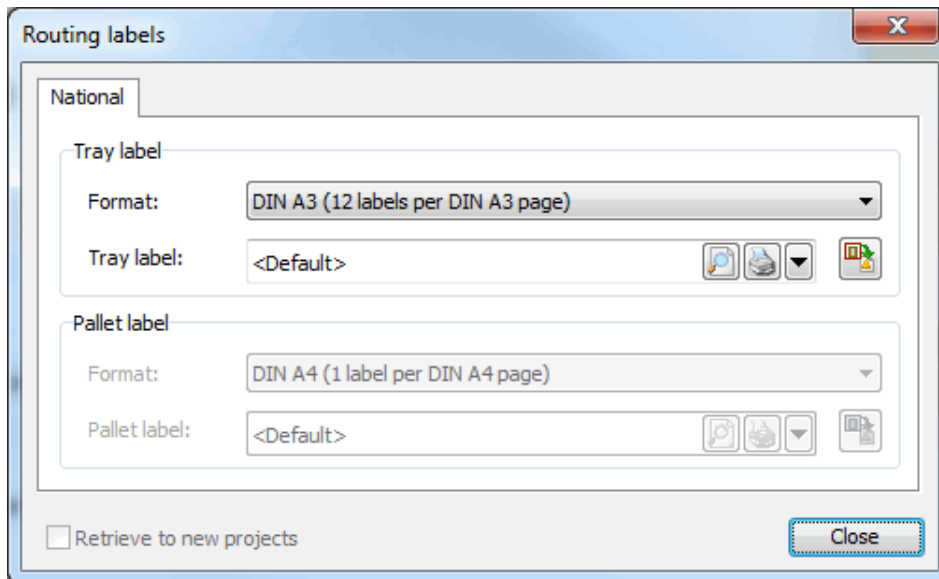 Routing labels
National
Tray label
Format: DIN A3 (12 labels per DIN A3 page)
Tray label: <Default>
Pallet label
Format: DIN A4 (1 label per DIN A4 page)
Pallet label: <Default>
Retrieve to new projects
Close